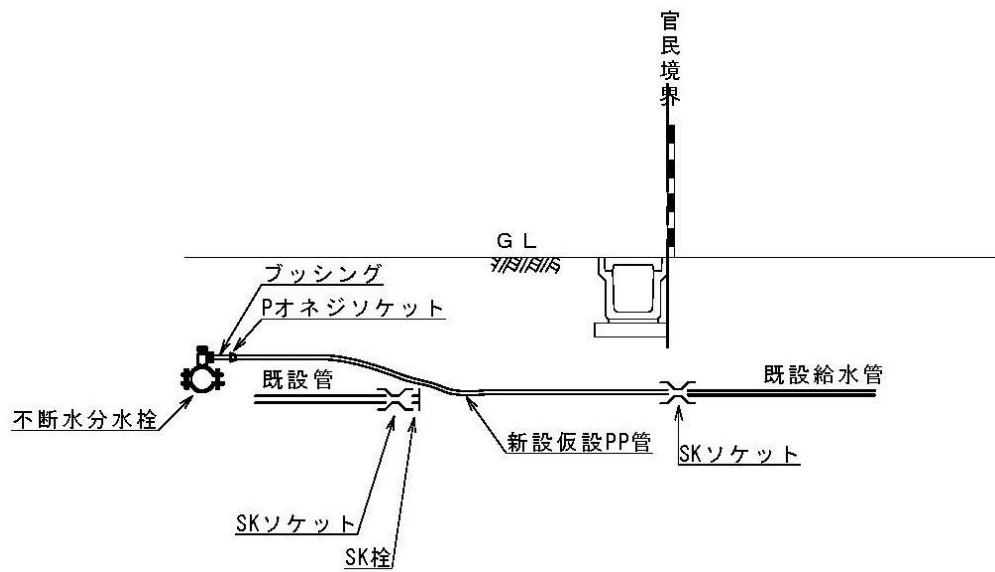 官民境界
ＧＬ
ブッシング
Pオネジソケット
既設管
既設給水管
不断水分水栓
新設仮設PP管
SKソケット
SKソケット
SK栓